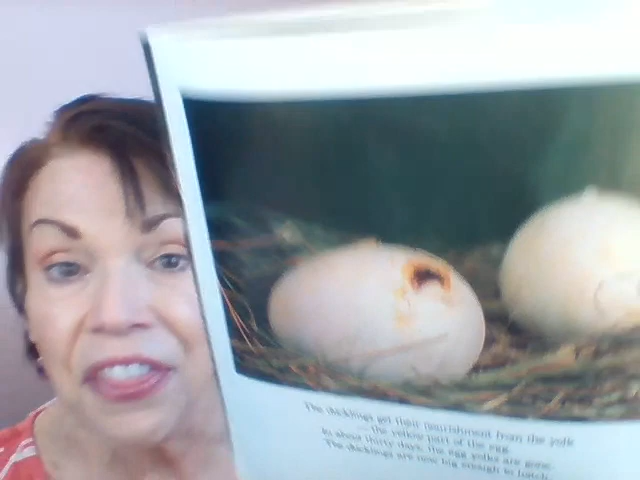 The ducklings get their nourishment from the yolk
— the yellow part of the egg.
In about thirty days, the egg yolks are gone.
The ducklings are now big enough to hatch.